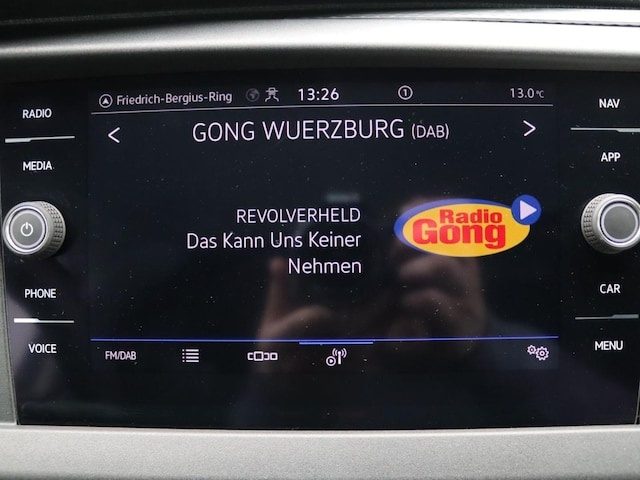 RADIO
MEDIA
PHONE
VOICE
Friedrich-Bergius-Ring 13:26 1 13.0°C
GONG WUERZBURG (DAB)
REVOLVERHELD
Das Kann Uns Keiner
Nehmen
Radio
Gong
FM/DAB
NAV
APP
CAR
MENU